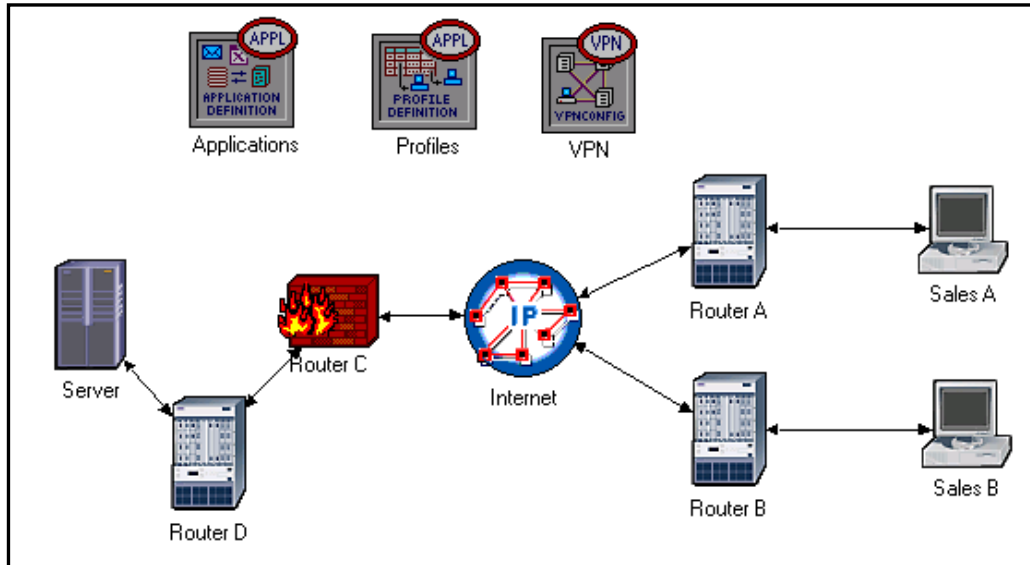 APPL
APPLICATION
DEFINITION
Applications
APPL
PROFILE
DEFINITION
Profiles
VPN
VPNCONFIG
VPN
Router A
Sales A
Server
Router C
IP
Internet
Router D
Router B
Sales B